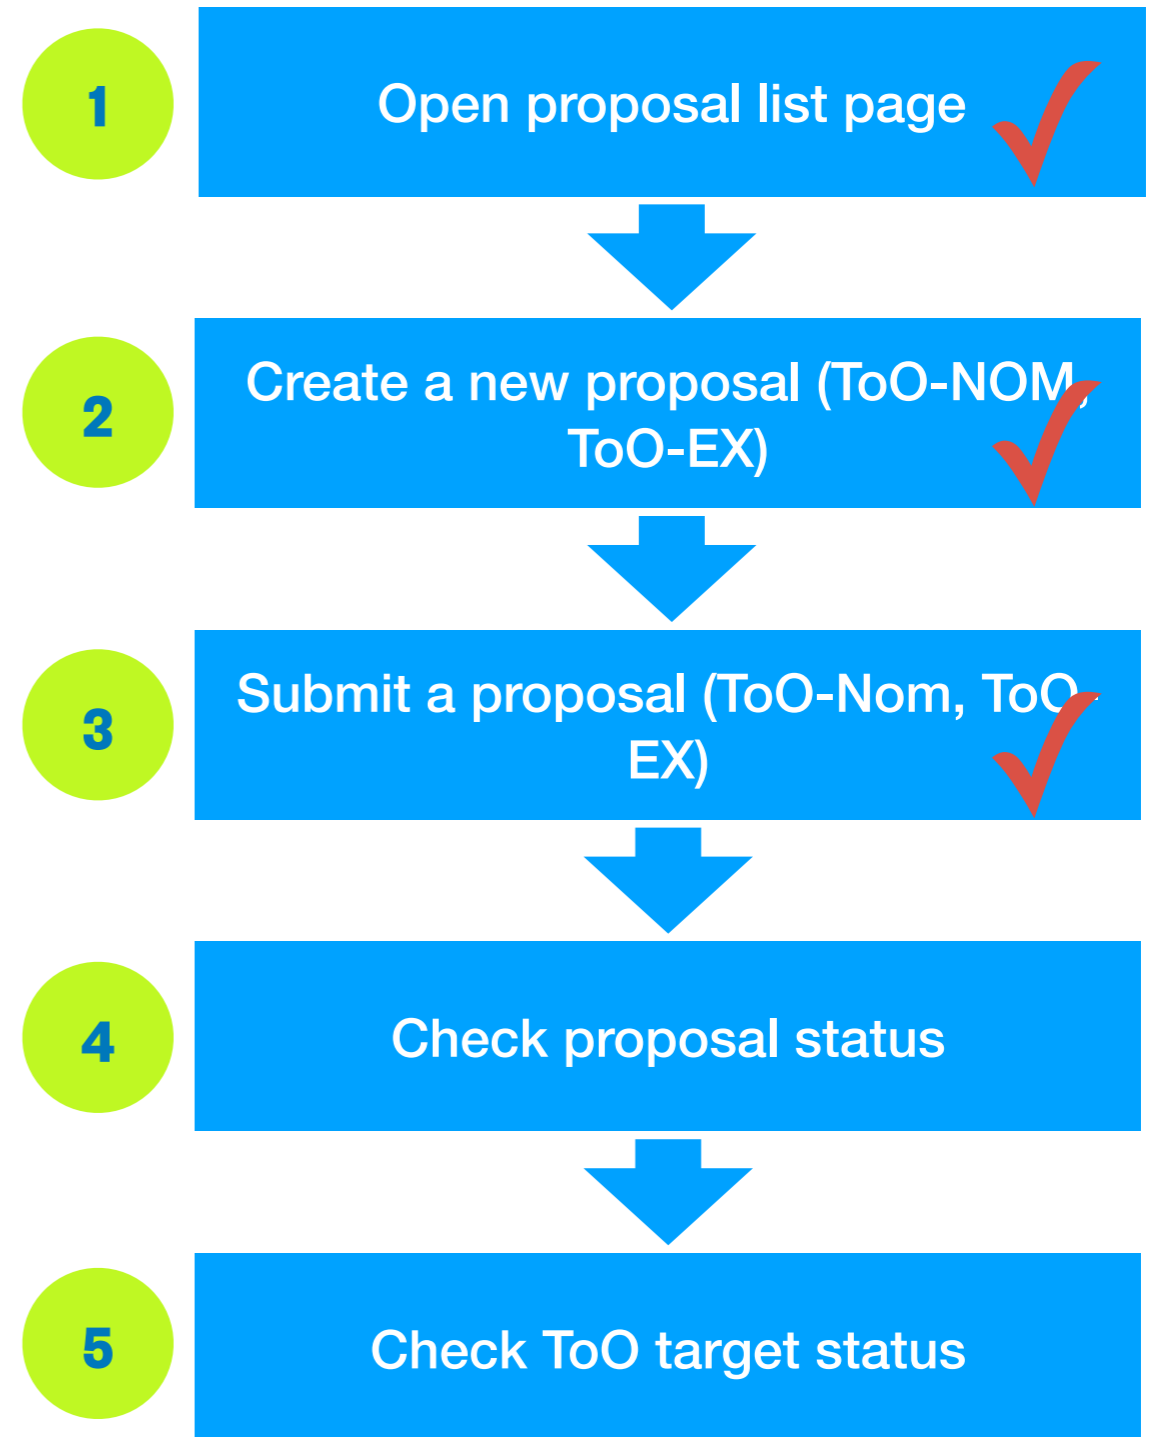 1
Open proposal list page
2
Create a new proposal (ToO-NOM,
ToO-EX)
3
Submit a proposal (ToO-Nom, ToO-
EX)
4
Check proposal status
5
Check ToO target status